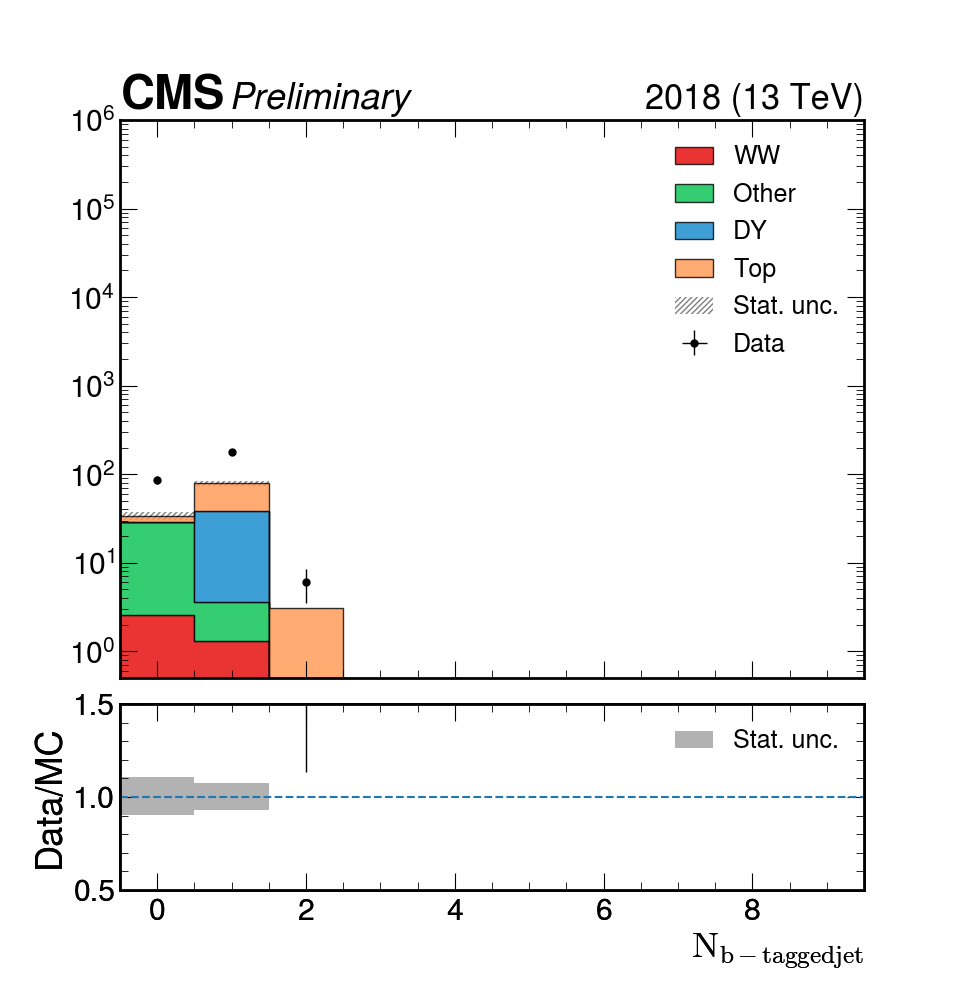 CMS Preliminary 2018 (13 TeV)
10^6
10^5
10^4
10^3
10^2
10^1
10^0
WW
Other
DY
Top
Stat. unc.
Data
Data/MC
1.5
1.0
0.5
Stat. unc.
0 2 4 6 8
N_{b-taggedjet}